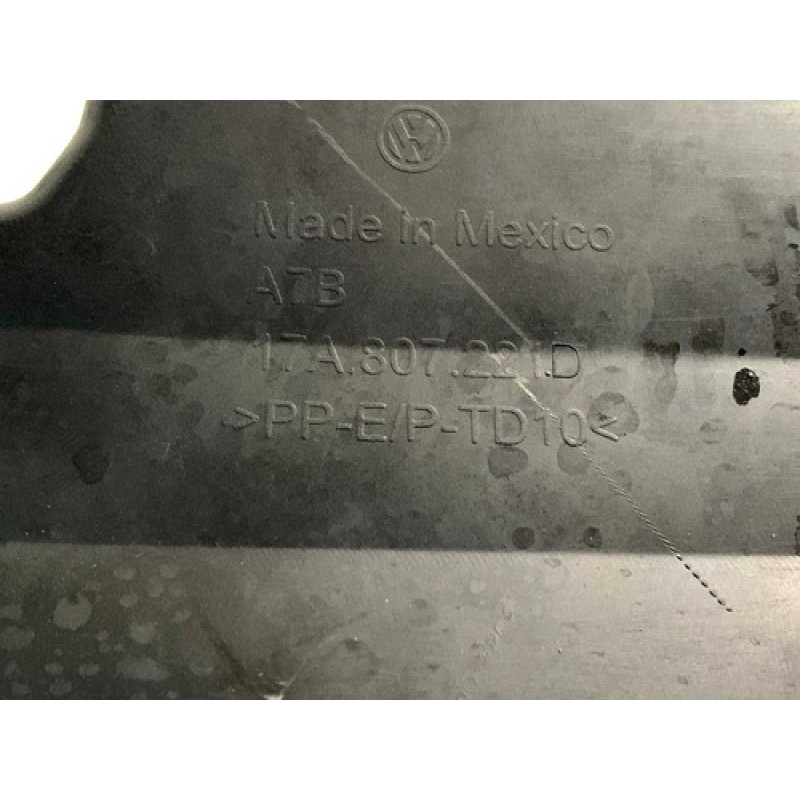 Made in Mexico
A7B
17A.807.221.D
>PP-E/P-TD10<